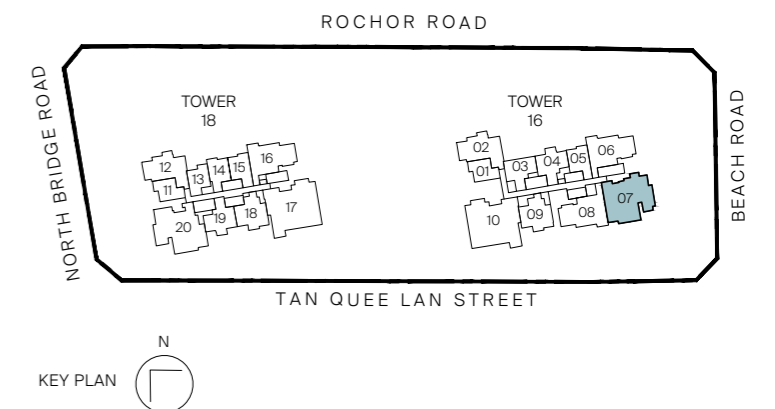 ROCHOR ROAD
NORTH BRIDGE ROAD
TOWER
18
TOWER
16
BEACH ROAD
12
11
13
14
15
16
20
19
18
17
02
01
03
04
05
06
10
09
08
07
TAN QUEE LAN STREET
N
KEY PLAN